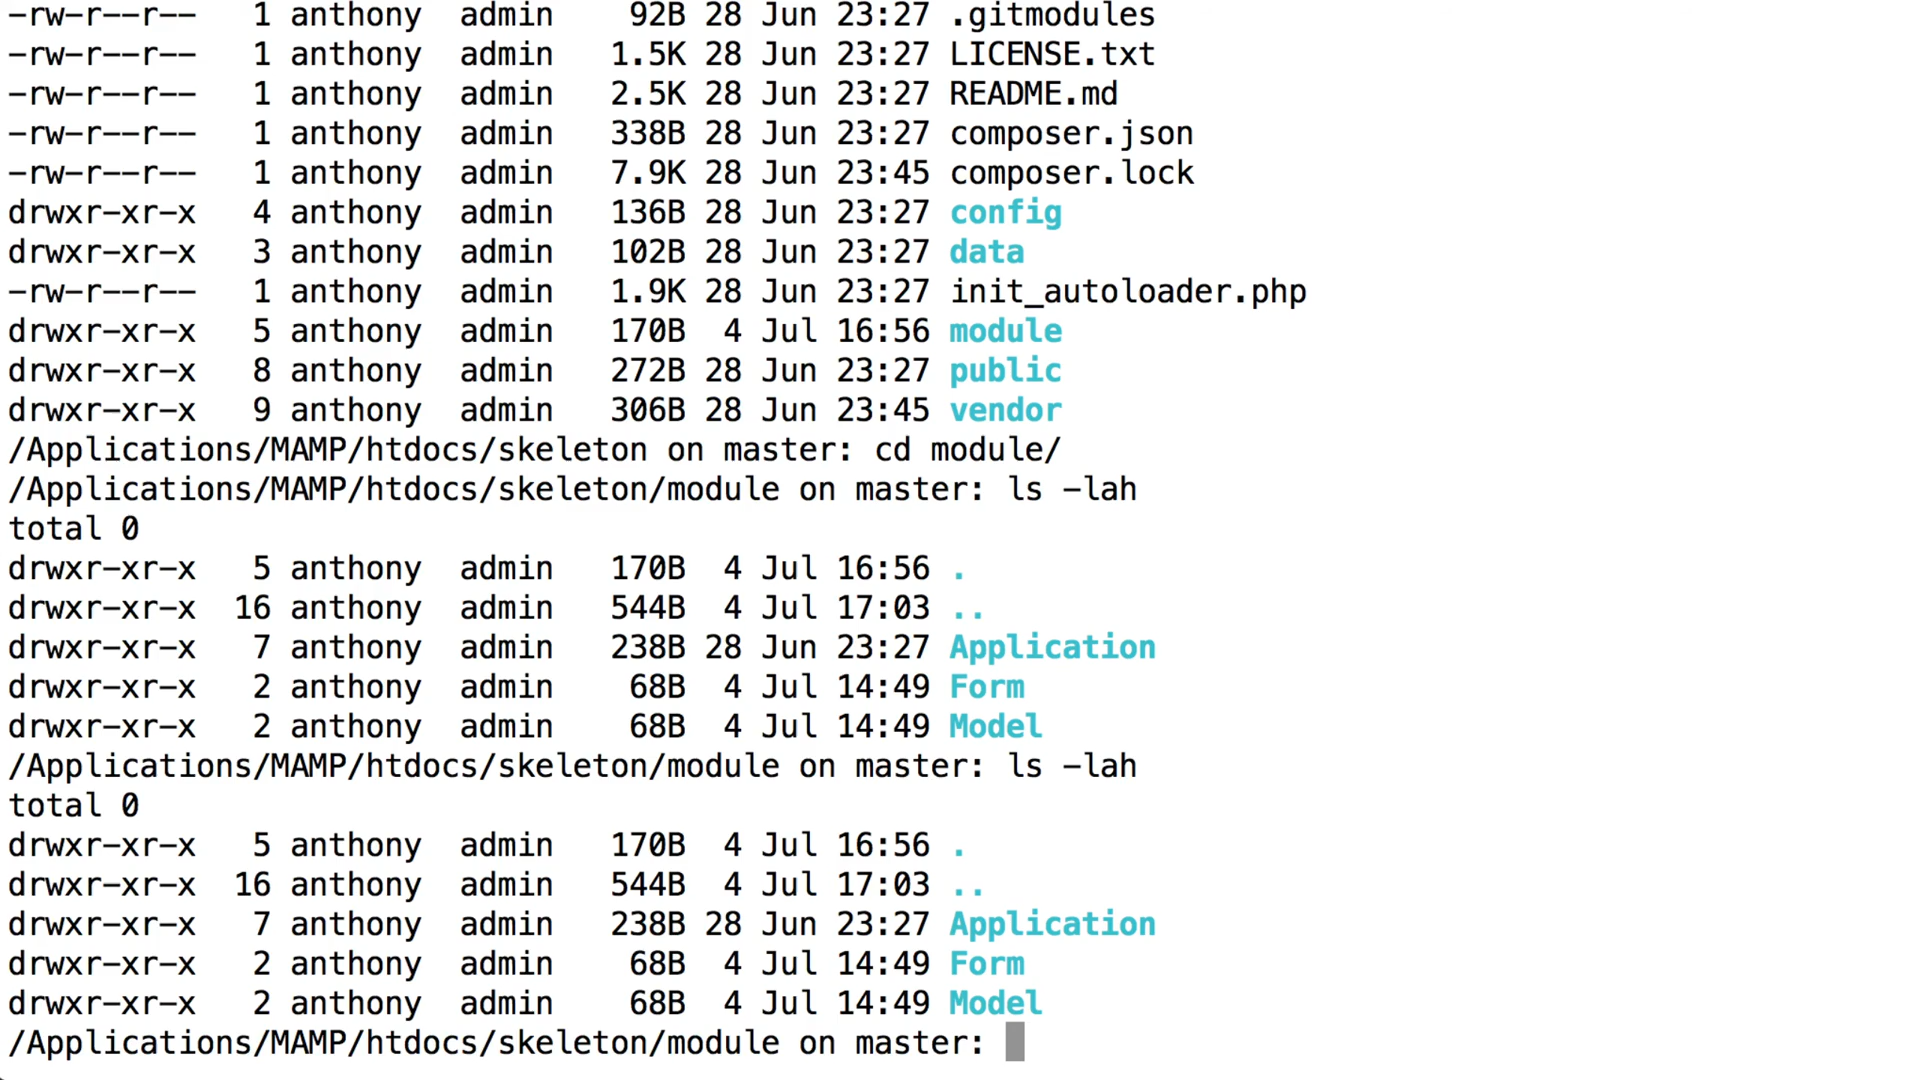 -rw-r--r--   1 anthony  admin    92B 28 Jun 23:27 .gitmodules
-rw-r--r--   1 anthony  admin   1.5K 28 Jun 23:27 LICENSE.txt
-rw-r--r--   1 anthony  admin   2.5K 28 Jun 23:27 README.md
-rw-r--r--   1 anthony  admin   338B 28 Jun 23:27 composer.json
-rw-r--r--   1 anthony  admin   7.9K 28 Jun 23:45 composer.lock
drwxr-xr-x   4 anthony  admin   136B 28 Jun 23:27 config
drwxr-xr-x   3 anthony  admin   102B 28 Jun 23:27 data
-rw-r--r--   1 anthony  admin   1.9K 28 Jun 23:27 init_autoloader.php
drwxr-xr-x   5 anthony  admin   170B  4 Jul 16:56 module
drwxr-xr-x   8 anthony  admin   272B 28 Jun 23:27 public
drwxr-xr-x   9 anthony  admin   306B 28 Jun 23:45 vendor
/Applications/MAMP/htdocs/skeleton on master: cd module/
/Applications/MAMP/htdocs/skeleton/module on master: ls -lah
total 0
drwxr-xr-x   5 anthony  admin   170B  4 Jul 16:56 .
drwxr-xr-x  16 anthony  admin   544B  4 Jul 17:03 ..
drwxr-xr-x   7 anthony  admin   238B 28 Jun 23:27 Application
drwxr-xr-x   2 anthony  admin    68B  4 Jul 14:49 Form
drwxr-xr-x   2 anthony  admin    68B  4 Jul 14:49 Model
/Applications/MAMP/htdocs/skeleton/module on master: ls -lah
total 0
drwxr-xr-x   5 anthony  admin   170B  4 Jul 16:56 .
drwxr-xr-x  16 anthony  admin   544B  4 Jul 17:03 ..
drwxr-xr-x   7 anthony  admin   238B 28 Jun 23:27 Application
drwxr-xr-x   2 anthony  admin    68B  4 Jul 14:49 Form
drwxr-xr-x   2 anthony  admin    68B  4 Jul 14:49 Model
/Applications/MAMP/htdocs/skeleton/module on master: